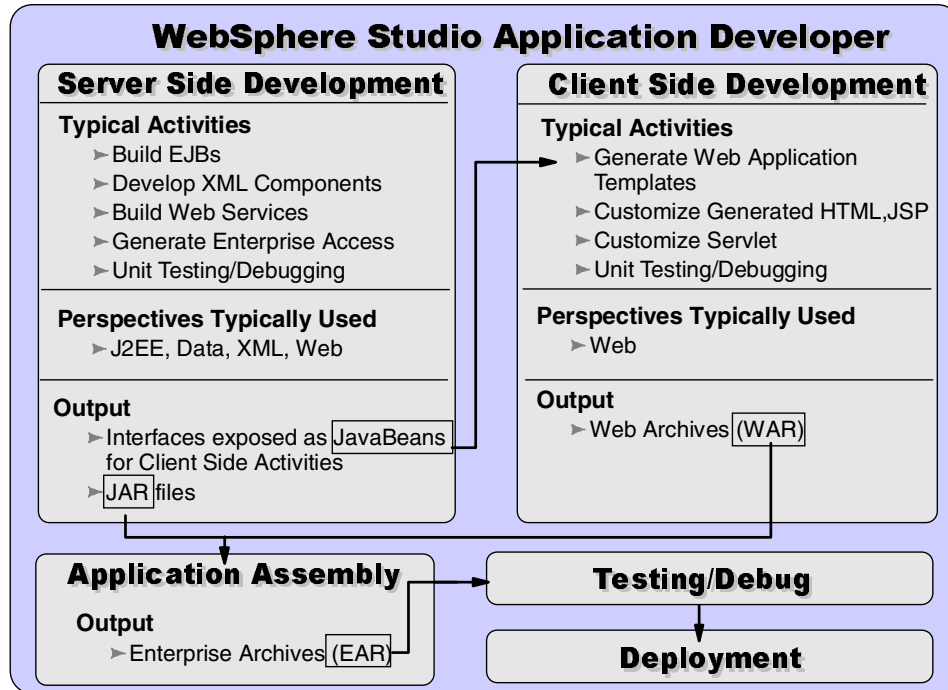 WebSphere Studio Application Developer
Server Side Development
Typical Activities
➢ Build EJBs
➢ Develop XML Components
➢ Build Web Services
➢ Generate Enterprise Access
➢ Unit Testing/Debugging
Perspectives Typically Used
➢ J2EE, Data, XML, Web
Output
➢ Interfaces exposed as JavaBeans
for Client Side Activities
➢ JAR files
Client Side Development
Typical Activities
➢ Generate Web Application
Templates
➢ Customize Generated HTML,JSP
➢ Customize Servlet
➢ Unit Testing/Debugging
Perspectives Typically Used
➢ Web
Output
➢ Web Archives (WAR)
Application Assembly
Output
➢ Enterprise Archives (EAR)
Testing/Debug
Deployment